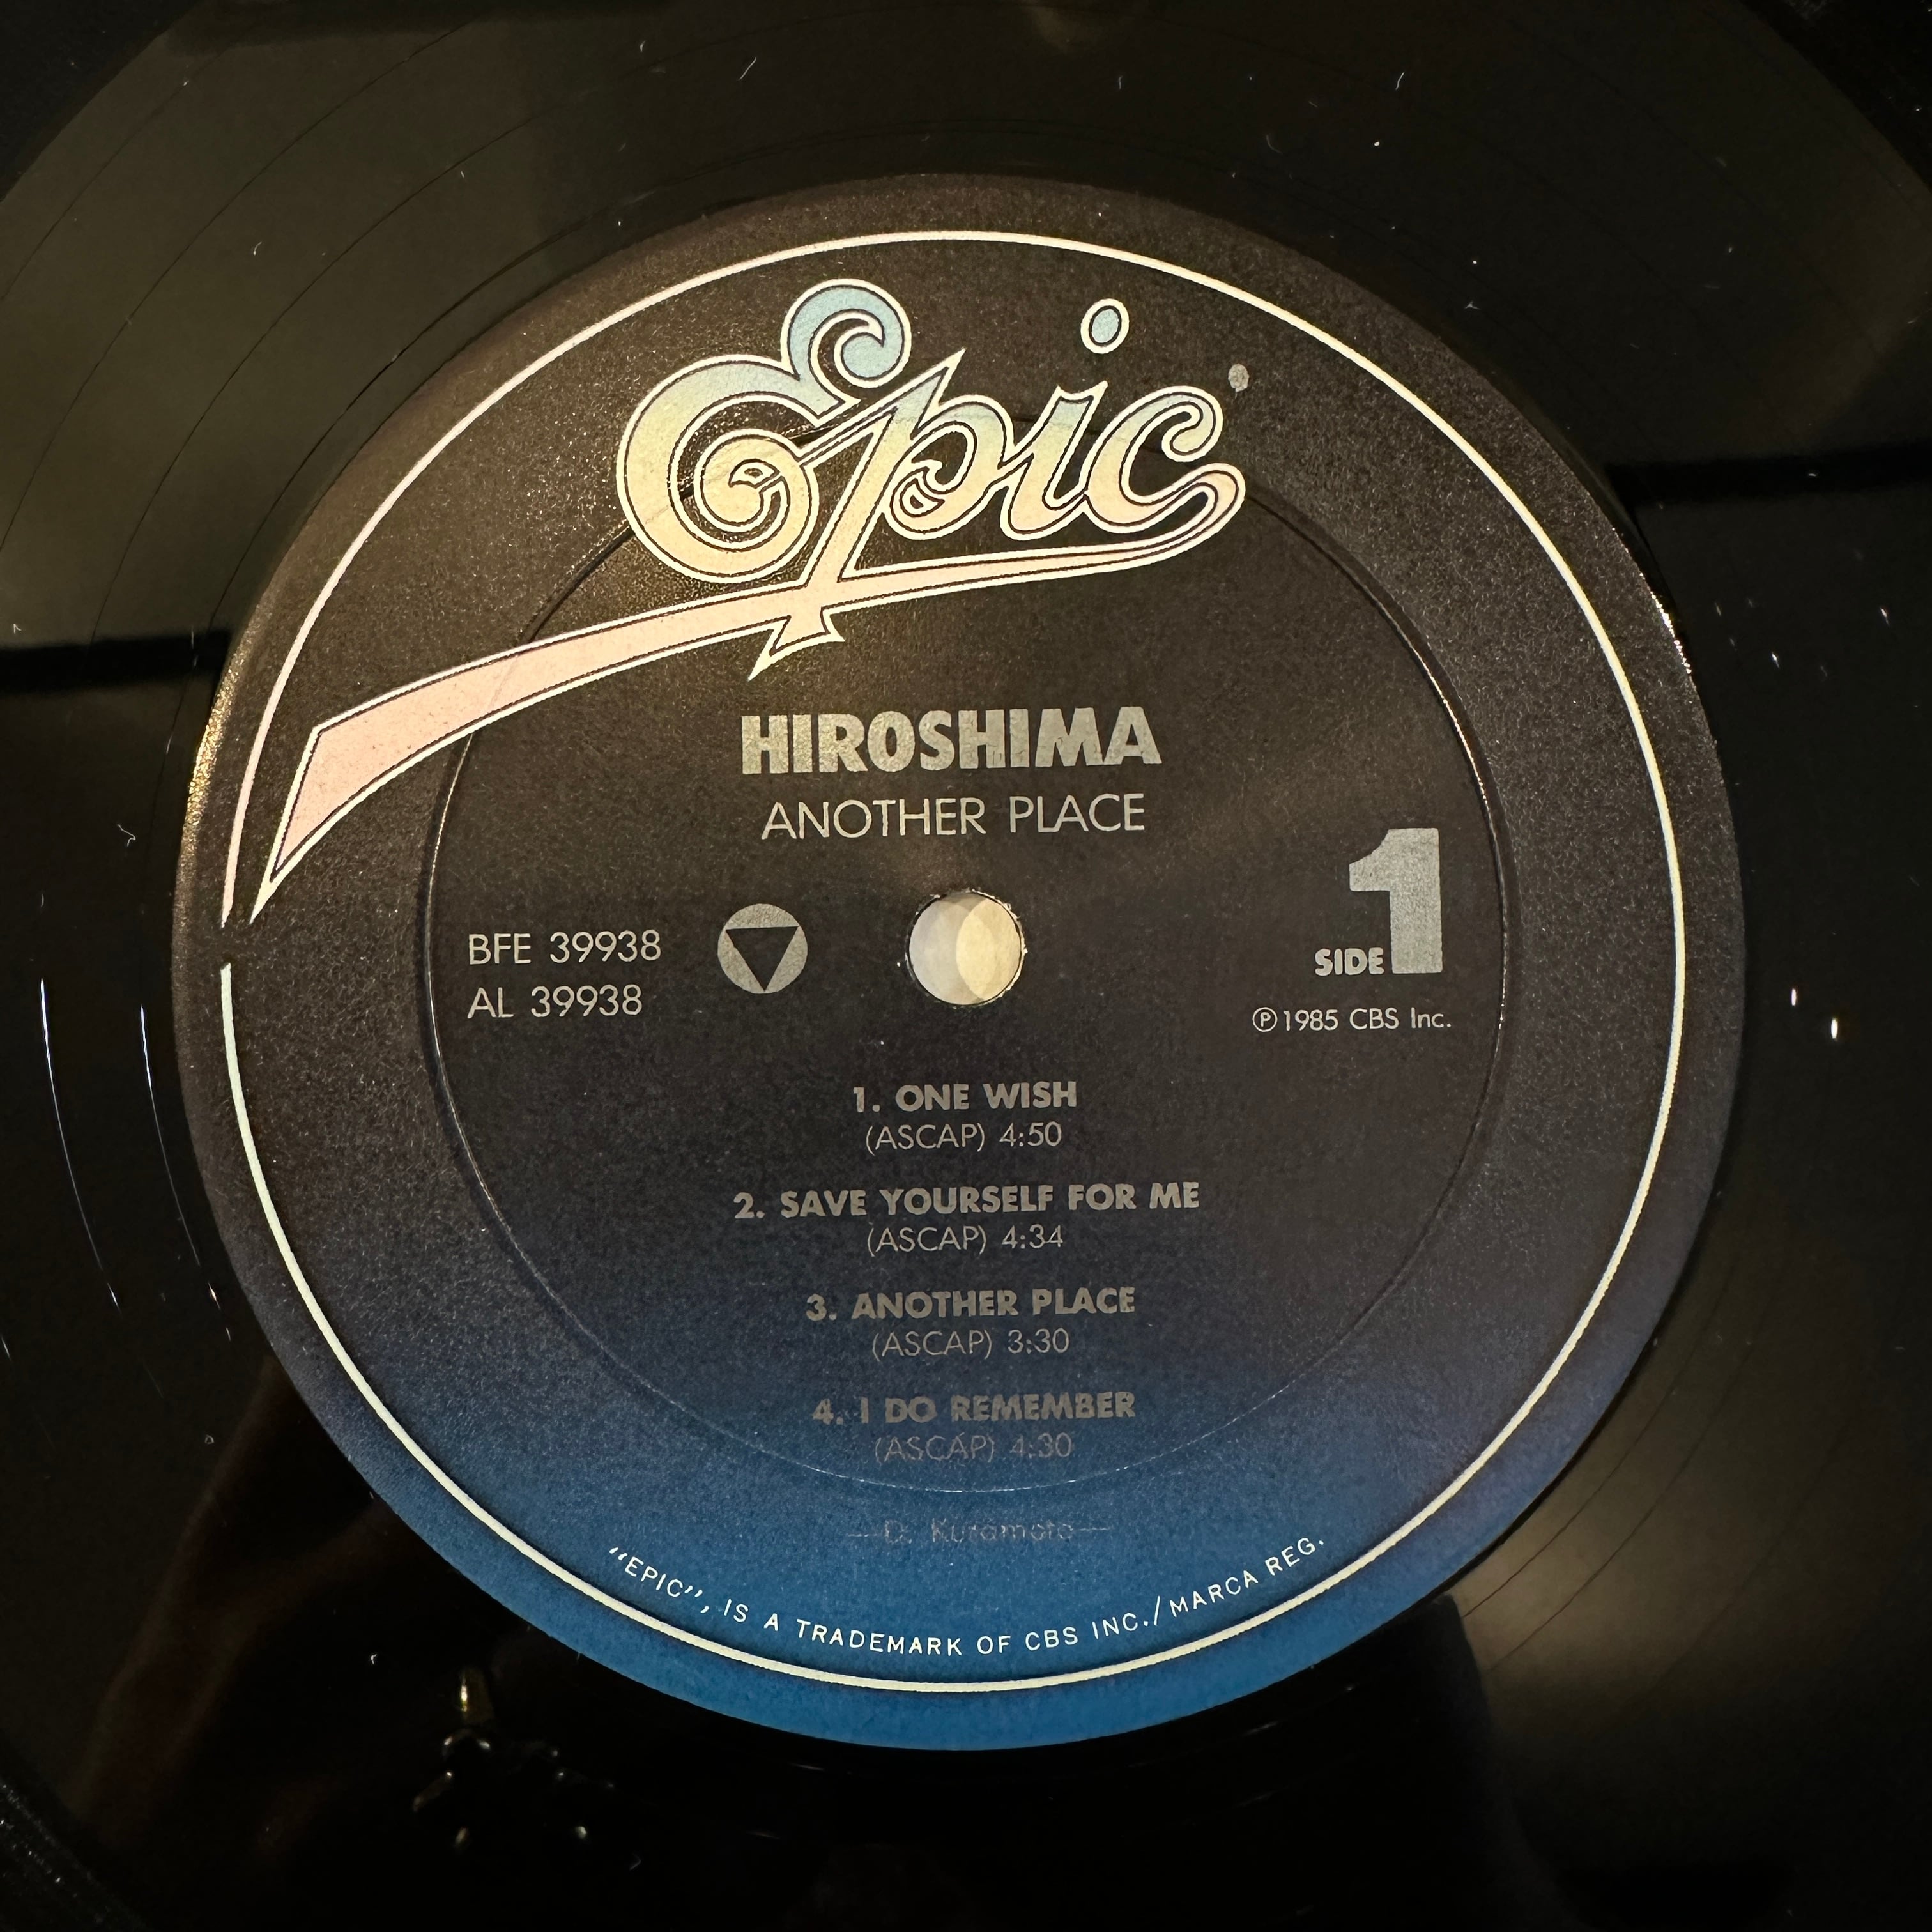 Epic
HIROSHIMA
ANOTHER PLACE
BFE 39938
AL 39938
SIDE 1
Ⓟ1985 CBS Inc.
1. ONE WISH
(ASCAP) 4:50
2. SAVE YOURSELF FOR ME
(ASCAP) 4:34
3. ANOTHER PLACE
(ASCAP) 3:30
4. I DO REMEMBER
(ASCAP) 4:30
—D. Kuramoto—
"EPIC", IS A TRADEMARK OF CBS INC./MARCA REG.